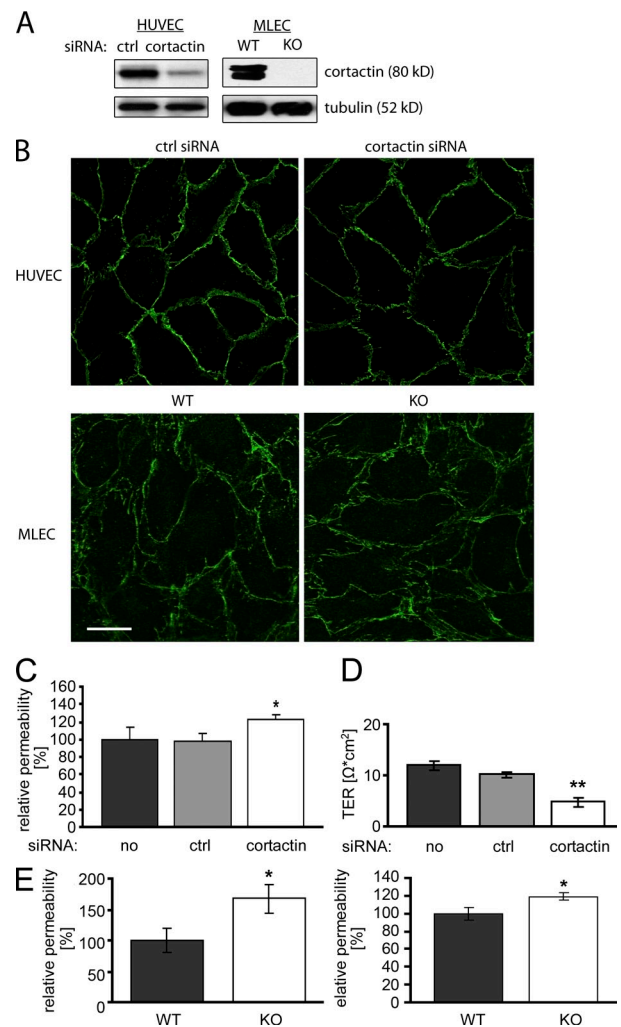 A
HUVEC MLEC
siRNA: ctrl cortactin WT KO
cortactin (80 kD)
tubulin (52 kD)
B
ctrl siRNA cortactin siRNA
HUVEC
WT KO
MLEC
C
relative permeability
[%]
160
140
120
100
80
60
40
20
0
*
siRNA: no ctrl cortactin
D
TER [Ω*cm²]
20
10
0
**
siRNA: no ctrl cortactin
E
relative permeability
[%]
200
150
100
50
0
*
WT KO
elative permeability
[%]
140
120
100
80
60
40
20
0
*
WT KO